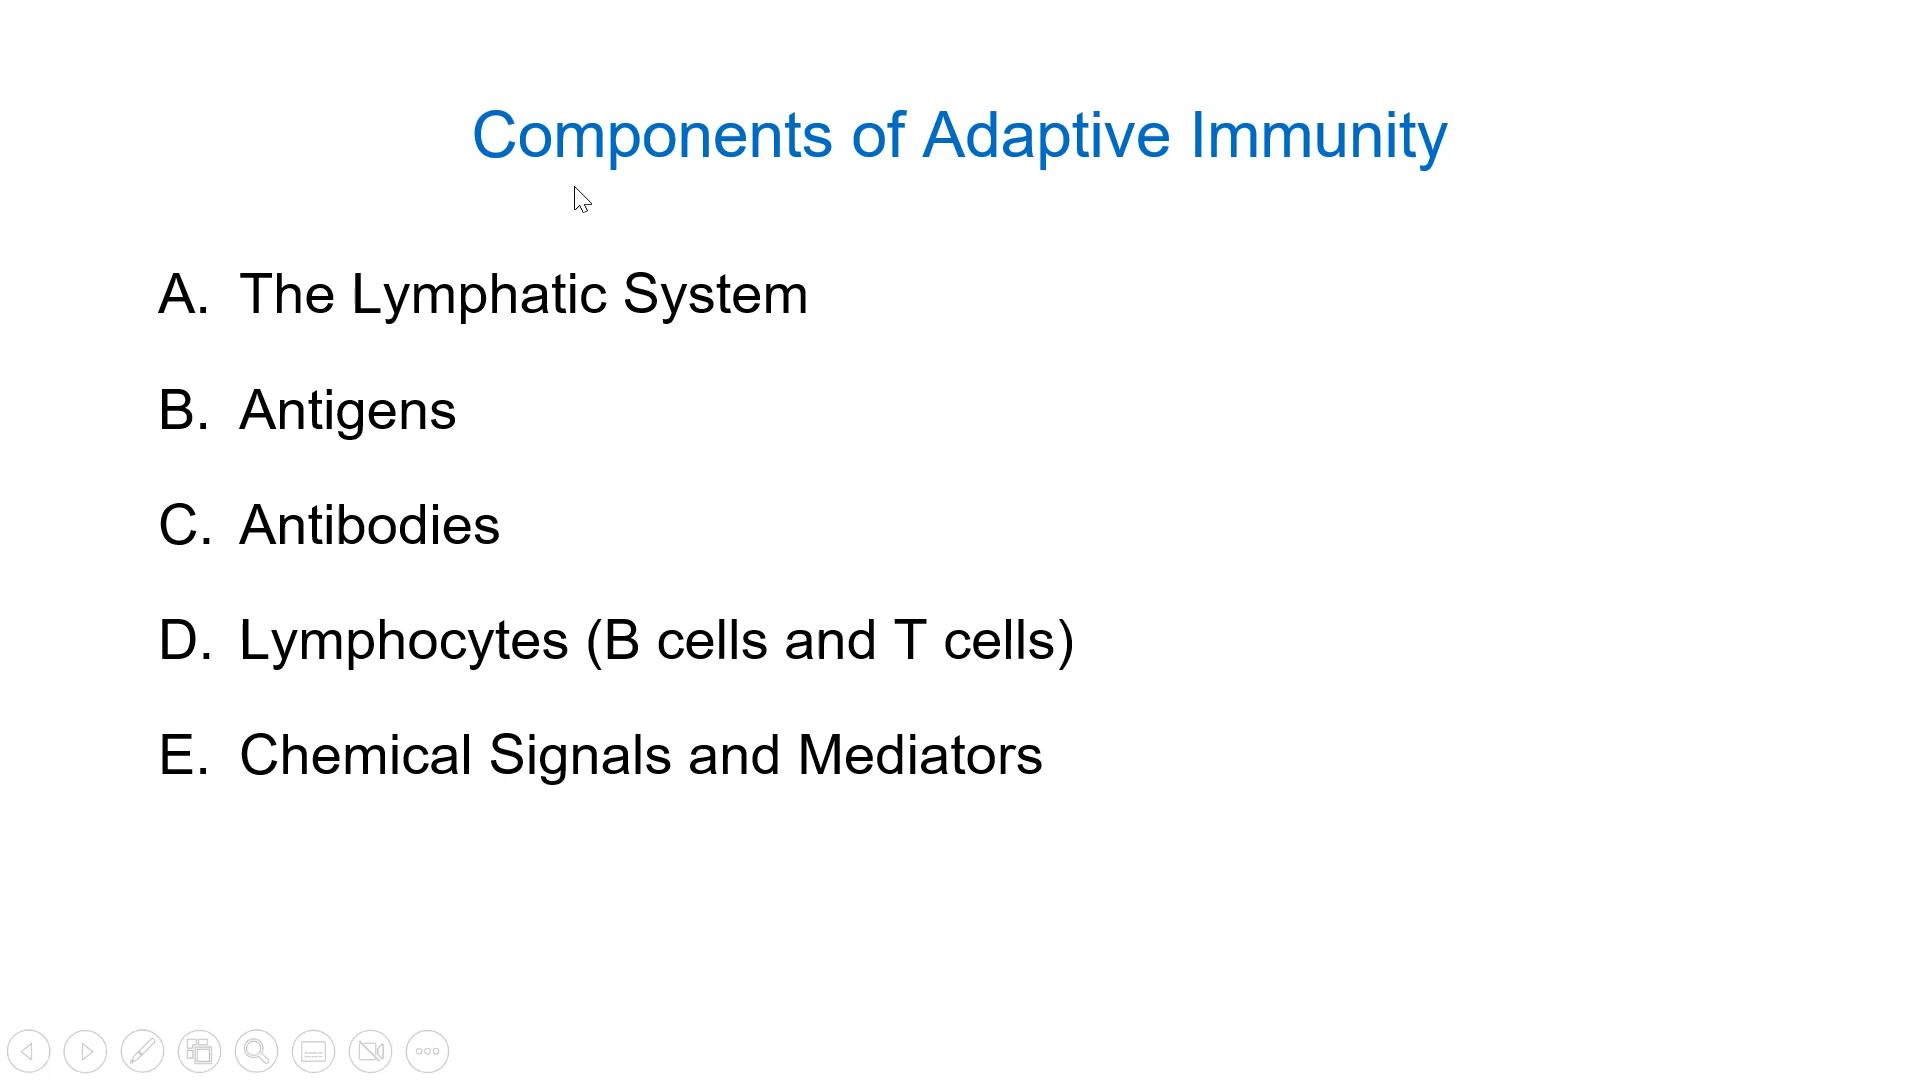 Components of Adaptive Immunity
A. The Lymphatic System
B. Antigens
C. Antibodies
D. Lymphocytes (B cells and T cells)
E. Chemical Signals and Mediators